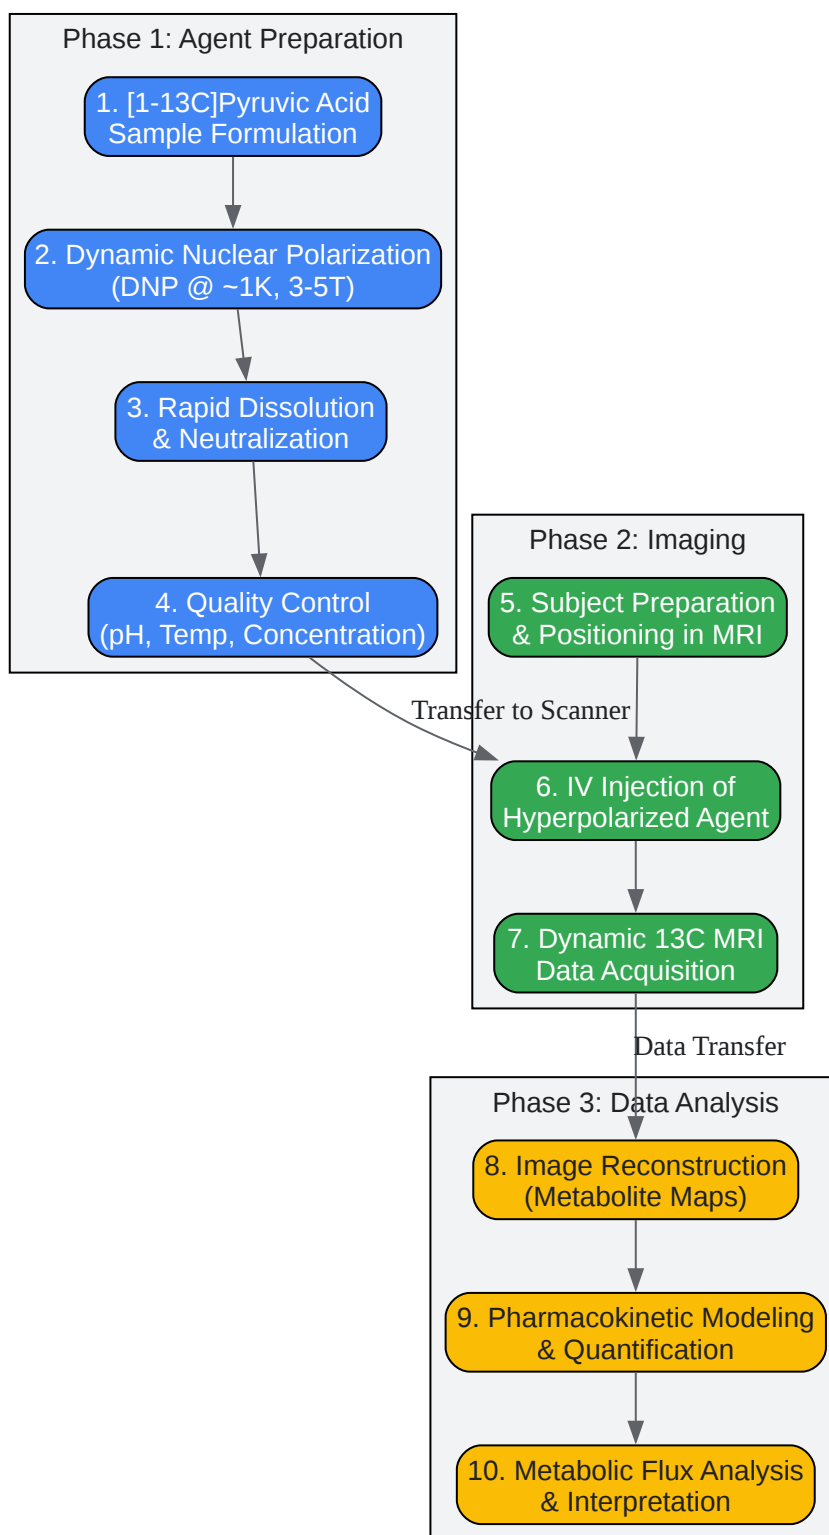 Phase 1: Agent Preparation
1. [1-13C]Pyruvic Acid
Sample Formulation
2. Dynamic Nuclear Polarization
(DNP @ ~1K, 3-5T)
3. Rapid Dissolution
& Neutralization
4. Quality Control
(pH, Temp, Concentration)
Transfer to Scanner
Phase 2: Imaging
5. Subject Preparation
& Positioning in MRI
6. IV Injection of
Hyperpolarized Agent
7. Dynamic 13C MRI
Data Acquisition
Data Transfer
Phase 3: Data Analysis
8. Image Reconstruction
(Metabolite Maps)
9. Pharmacokinetic Modeling
& Quantification
10. Metabolic Flux Analysis
& Interpretation